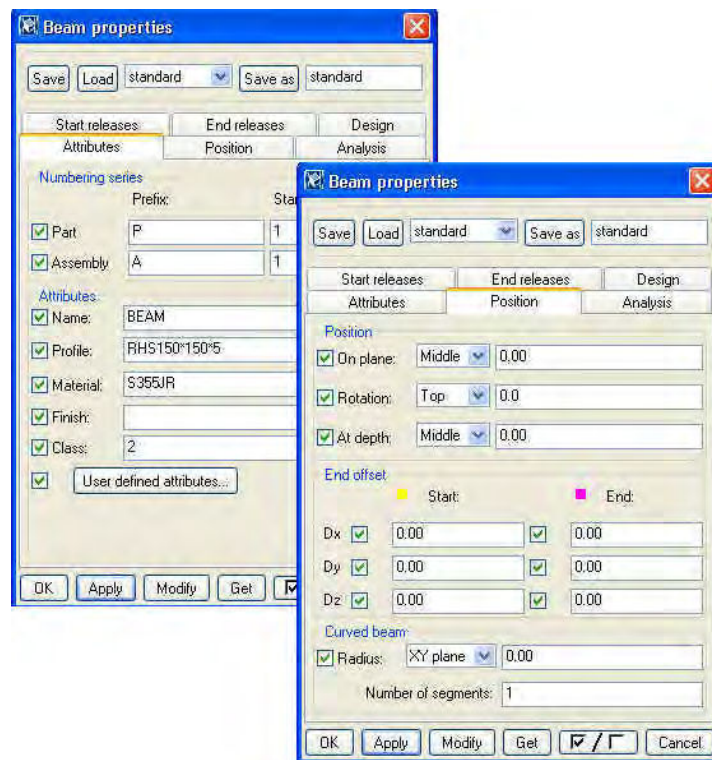 Beam properties
Save Load standard Save as standard
Start releases End releases Design
Attributes Position Analysis
Numbering series
Prefix: Star
Part P 1
Assembly A 1
Attributes:
Name: BEAM
Profile: RHS150*150*5
Material: S355JR
Finish:
Class: 2
User defined attributes...
OK Apply Modify Get
Beam properties
Save Load standard Save as standard
Start releases End releases Design
Attributes Position Analysis
Position
On plane: Middle 0.00
Rotation: Top 0.0
At depth: Middle 0.00
End offset
Start: End:
Dx 0.00 0.00
Dy 0.00 0.00
Dz 0.00 0.00
Curved beam
Radius: XY plane 0.00
Number of segments: 1
OK Apply Modify Get / Cancel